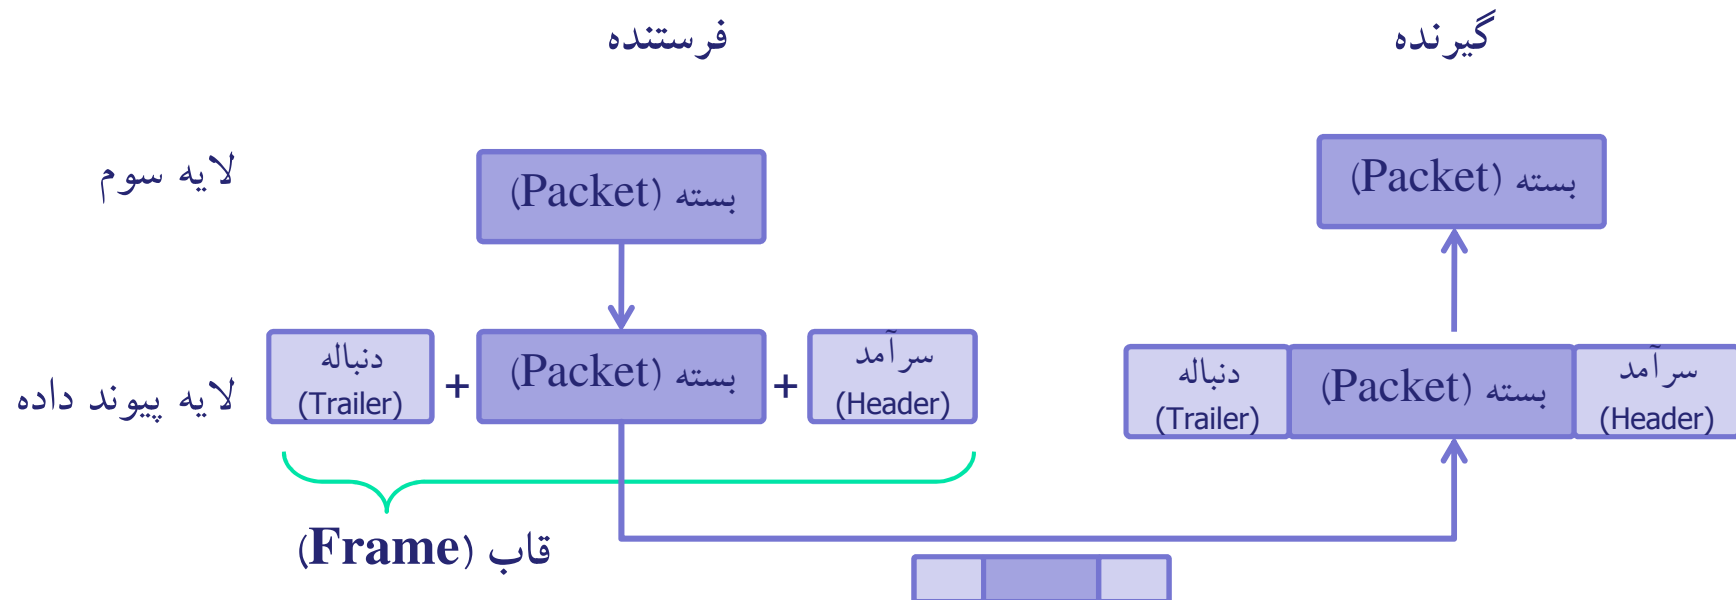 فرستنده
گیرنده
لایه سوم
بسته (Packet)
بسته (Packet)
لایه پیوند داده
دنباله
(Trailer)
+
بسته (Packet)
+
سرآمد
(Header)
دنباله
(Trailer)
بسته (Packet)
سرآمد
(Header)
قاب (Frame)